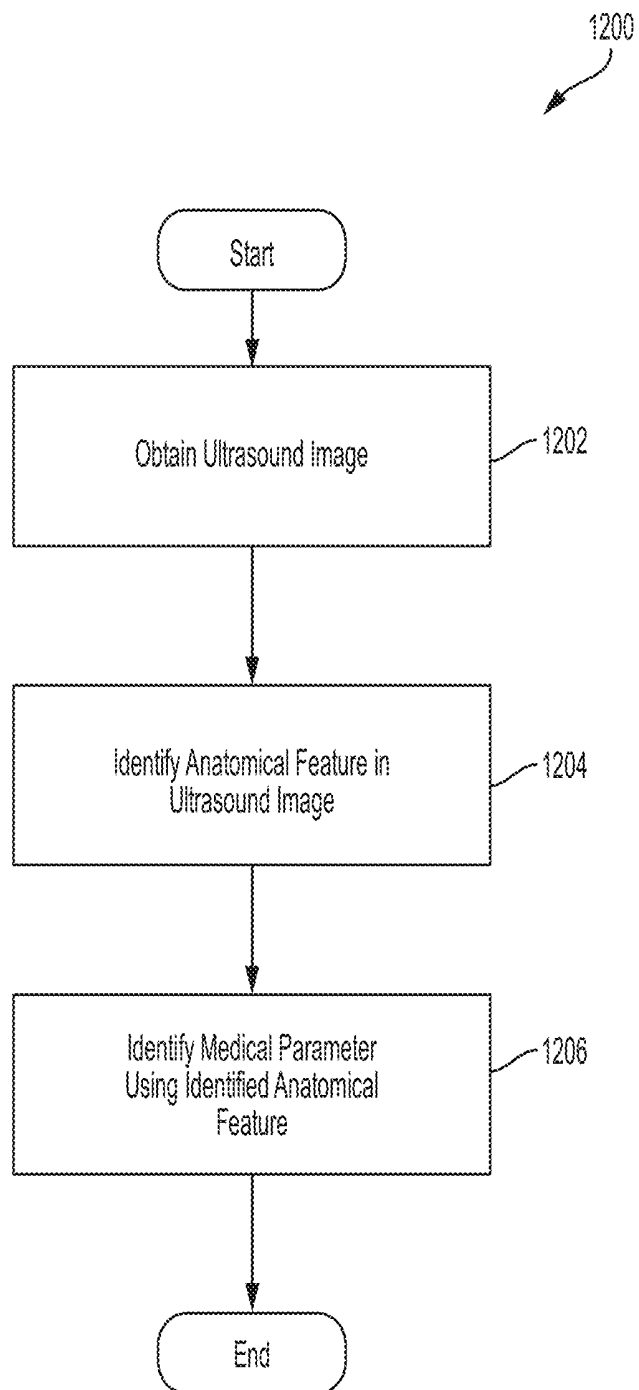 1200
Start
Obtain Ultrasound Image
1202
Identify Anatomical Feature in
Ultrasound Image
1204
Identify Medical Parameter
Using Identified Anatomical
Feature
1206
End